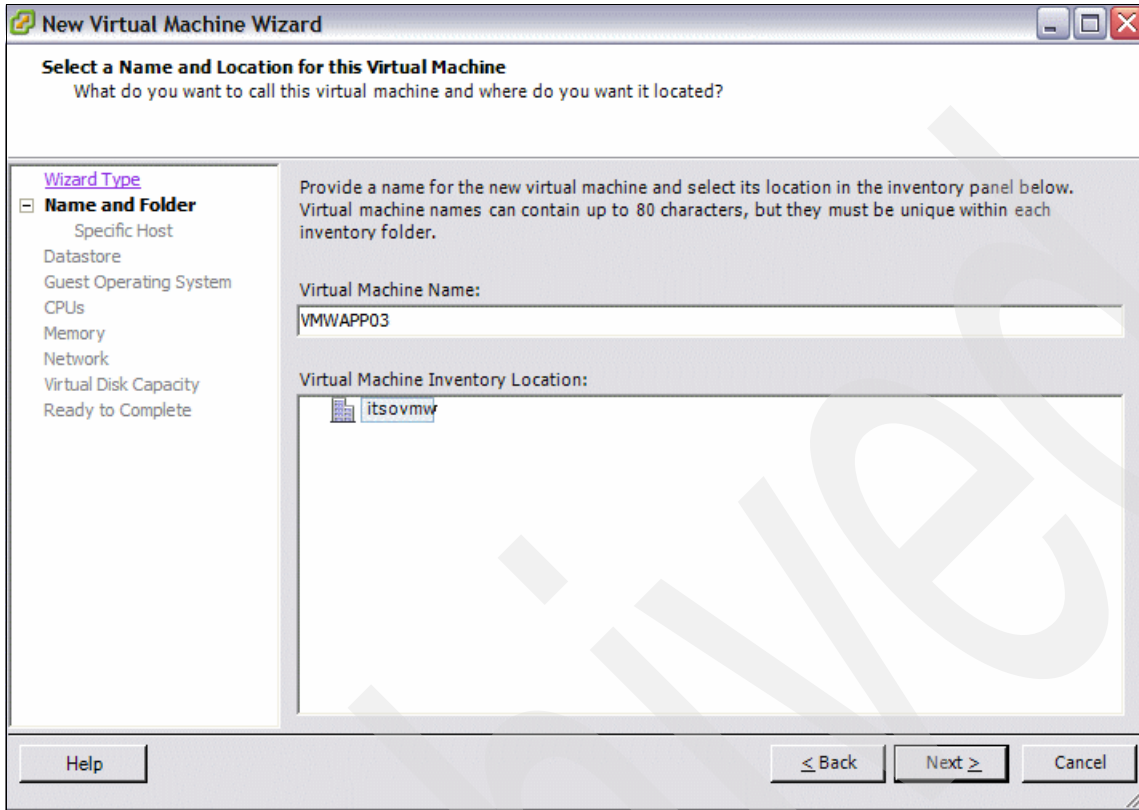 New Virtual Machine Wizard
Select a Name and Location for this Virtual Machine
What do you want to call this virtual machine and where do you want it located?
Wizard Type
Name and Folder
Specific Host
Datastore
Guest Operating System
CPUs
Memory
Network
Virtual Disk Capacity
Ready to Complete
Provide a name for the new virtual machine and select its location in the inventory panel below.
Virtual machine names can contain up to 80 characters, but they must be unique within each
inventory folder.
Virtual Machine Name:
VMWAPP03
Virtual Machine Inventory Location:
itsovmw
Help
< Back
Next >
Cancel